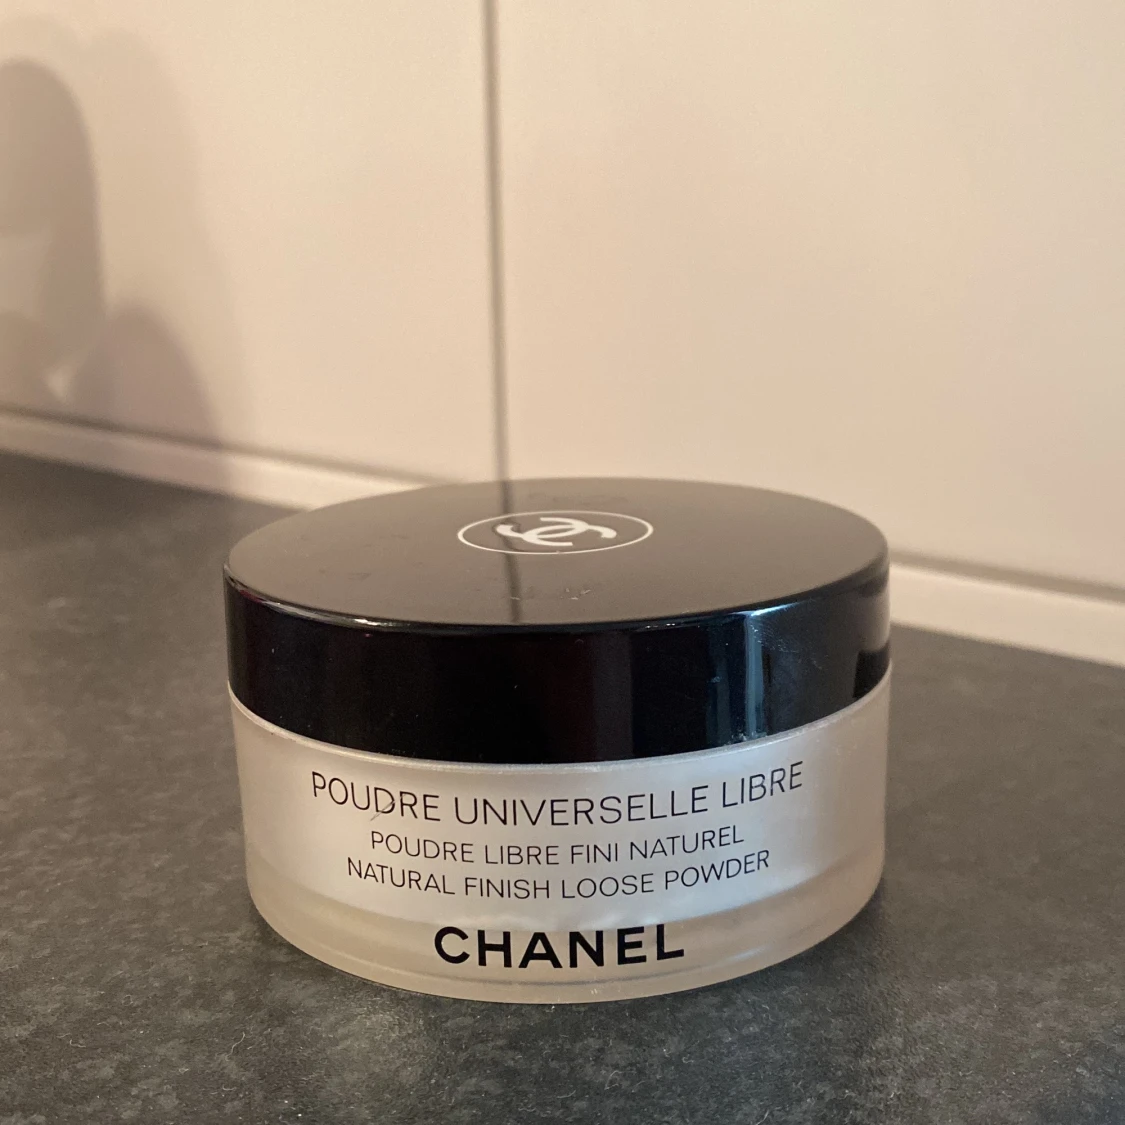 POUDRE UNIVERSELLE LIBRE
POUDRE LIBRE FINI NATUREL
NATURAL FINISH LOOSE POWDER
CHANEL